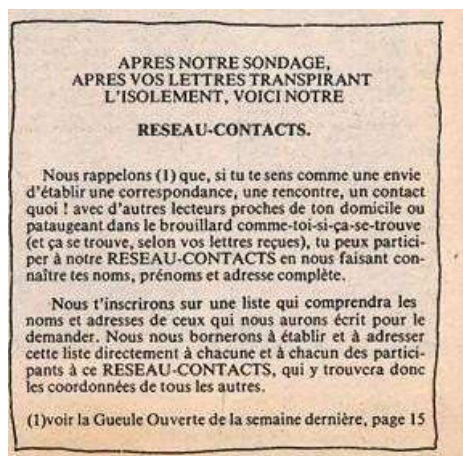 APRES NOTRE SONDAGE,
APRES VOS LETTRES TRANSPIRANT
L'ISOLEMENT, VOICI NOTRE
RESEAU-CONTACTS.
Nous rappelons (1) que, si tu te sens comme une envie
d'établir une correspondance, une rencontre, un contact
quoi ! avec d'autres lecteurs proches de ton domicile ou
pataugeant dans le brouillard comme-toi-si-ça-se-trouve
(et ça se trouve, selon vos lettres reçues), tu peux partici-
per à notre RESEAU-CONTACTS en nous faisant con-
naître tes noms, prénoms et adresse complète.
Nous t'inscrirons sur une liste qui comprendra les
noms et adresses de ceux qui nous aurons écrit pour le
demander. Nous nous bornerons à établir et à adresser
cette liste directement à chacune et à chacun des partici-
pants à ce RESEAU-CONTACTS, qui y trouvera donc
les coordonnées de tous les autres.
(1)voir la Gueule Ouverte de la semaine dernière, page 15